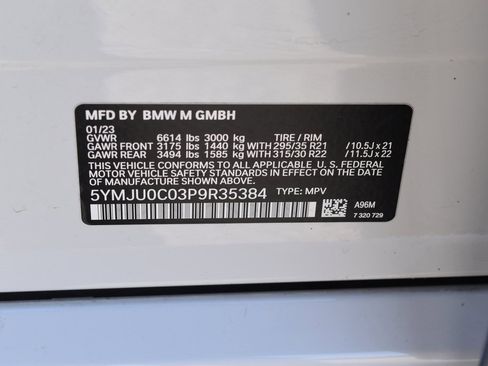 MFD BY BMW M GMBH
01/23
GVWR 6614 lbs 3000 kg TIRE / RIM
GAWR FRONT 3175 lbs 1440 kg WITH 295/35 R21 / 10.5J x 21
GAWR REAR 3494 lbs 1585 kg WITH 315/30 R22 / 11.5J x 22
THIS VEHICLE CONFORMS TO ALL APPLICABLE U. S. FEDERAL
MOTOR VEHICLE SAFETY STANDARDS IN EFFECT ON THE DATE OF
MANUFACTURE SHOWN ABOVE.
5YMJU0C03P9R35384 TYPE: MPV
A96M
7 320 729